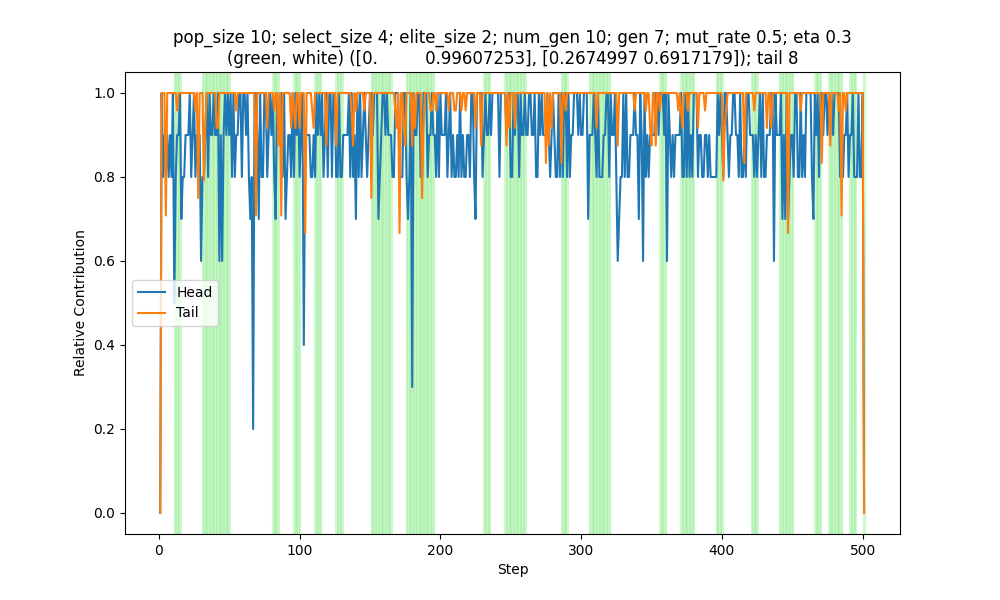 pop_size 10; select_size 4; elite_size 2; num_gen 10; gen 7; mut_rate 0.5; eta 0.3
(green, white) ([0.         0.99607253], [0.2674997 0.6917179]); tail 8
1.0
0.8
0.6
0.4
0.2
0.0
Relative Contribution
Head
Tail
0
100
200
300
400
500
Step